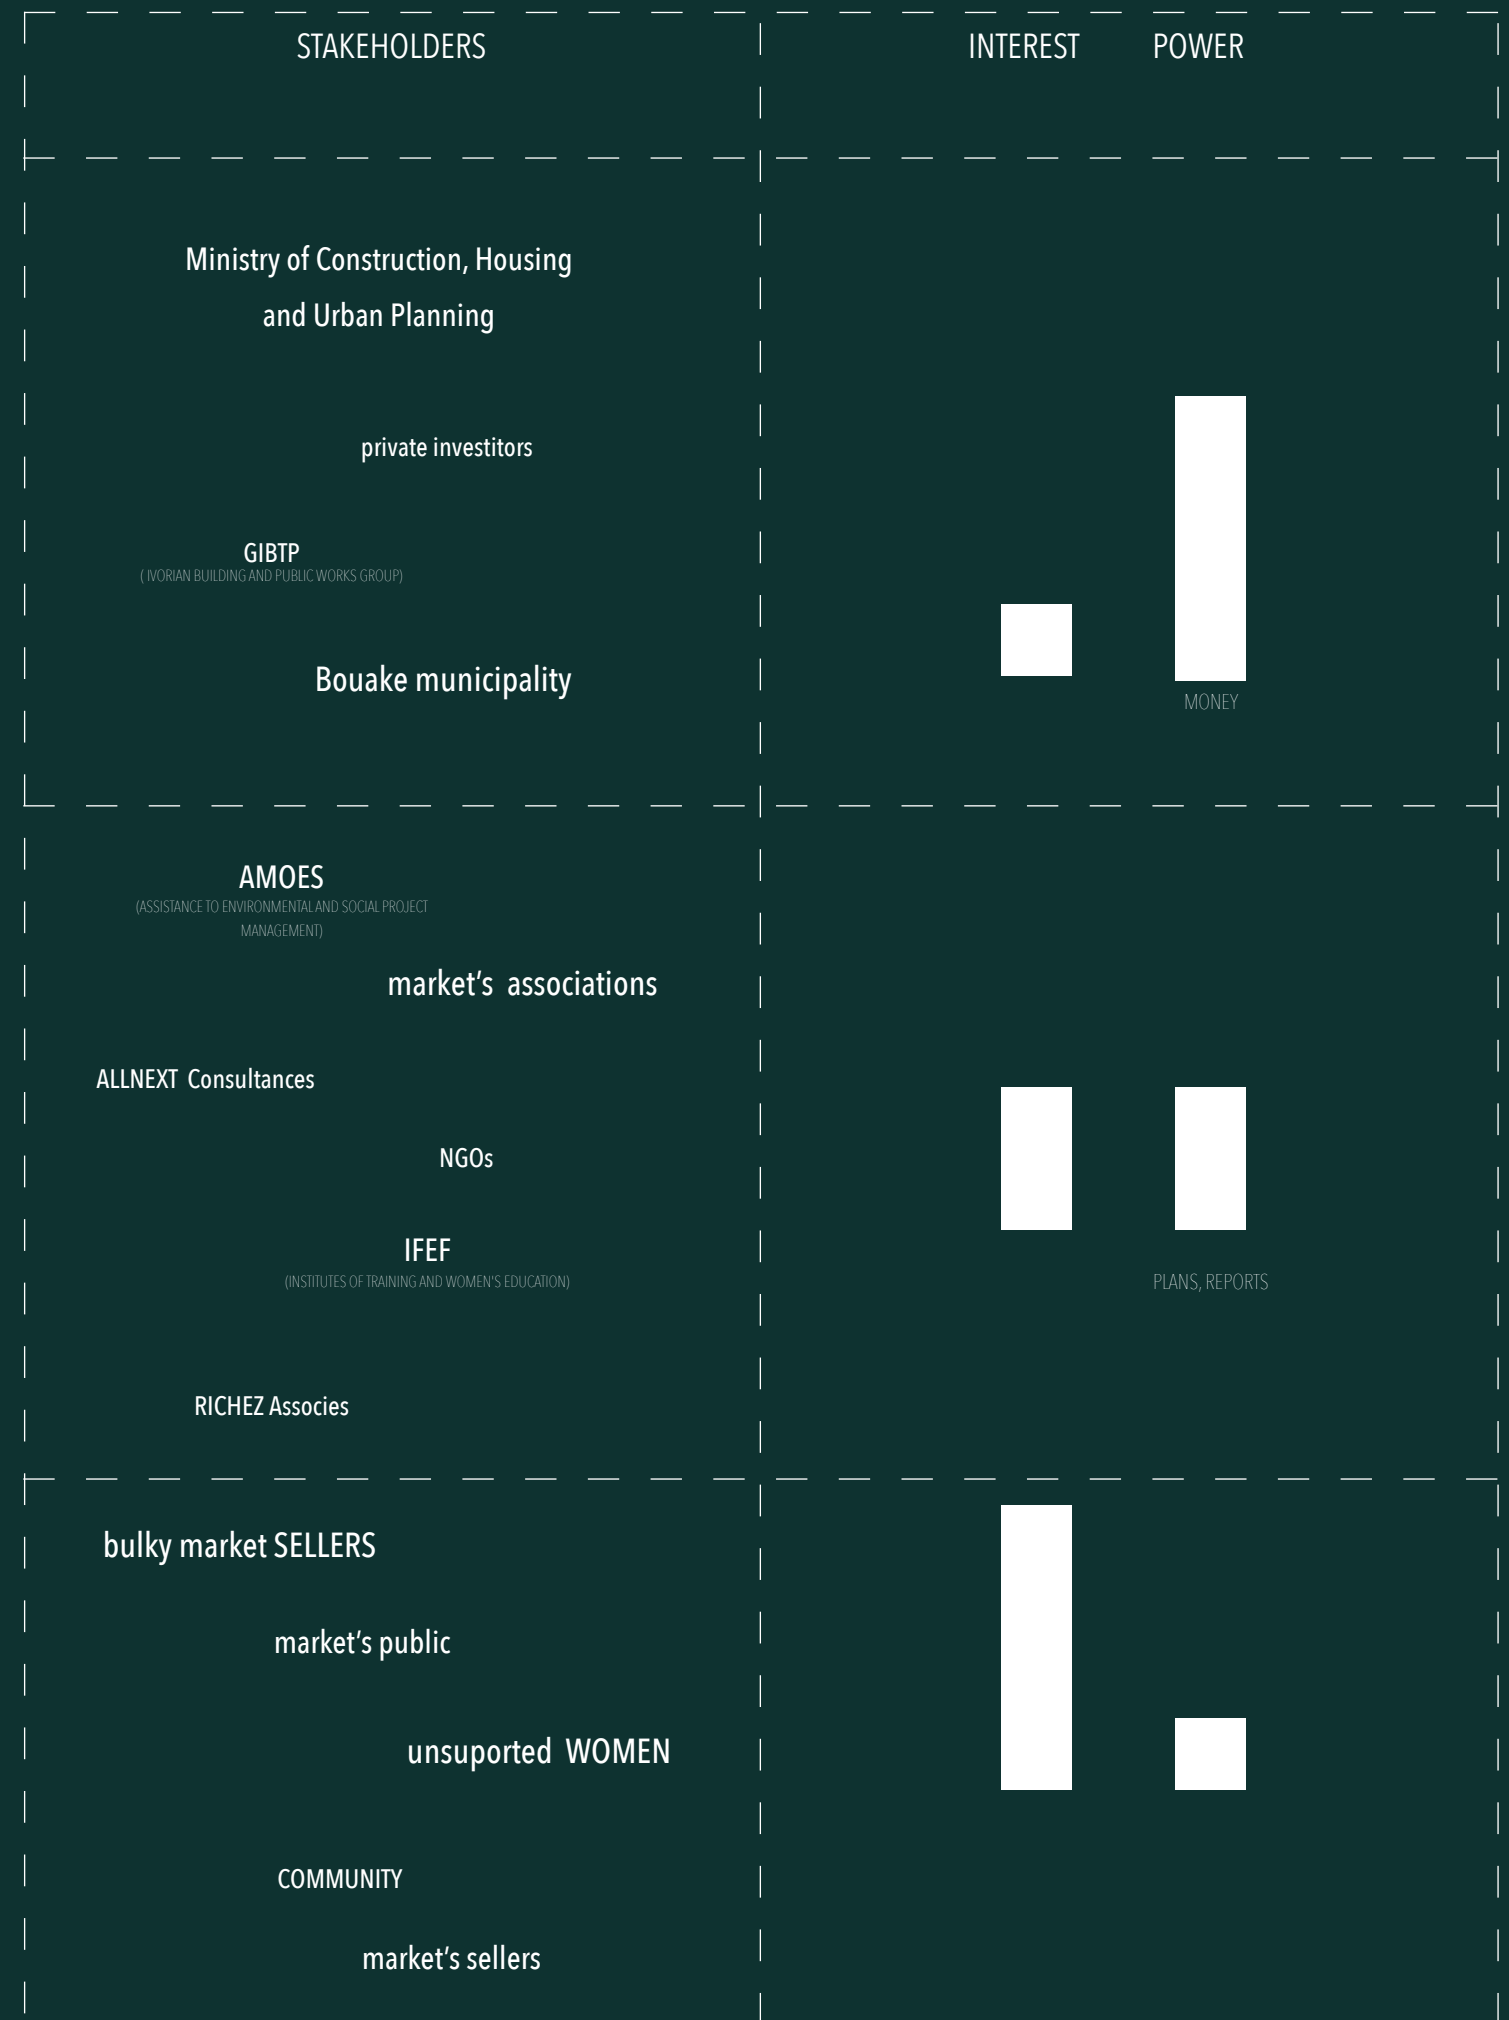 STAKEHOLDERS
INTEREST POWER
Ministry of Construction, Housing
and Urban Planning
private investitors
GIBTP
( IVORIAN BUILDING AND PUBLIC WORKS GROUP)
Bouake municipality
MONEY
AMOES
(ASSISTANCE TO ENVIRONMENTAL AND SOCIAL PROJECT
MANAGEMENT)
market's associations
ALLNEXT Consultances
NGOs
IFEF
(INSTITUTES OF TRAINING AND WOMEN'S EDUCATION)
PLANS, REPORTS
RICHEZ Associes
bulky market SELLERS
market's public
unsuported WOMEN
COMMUNITY
market's sellers